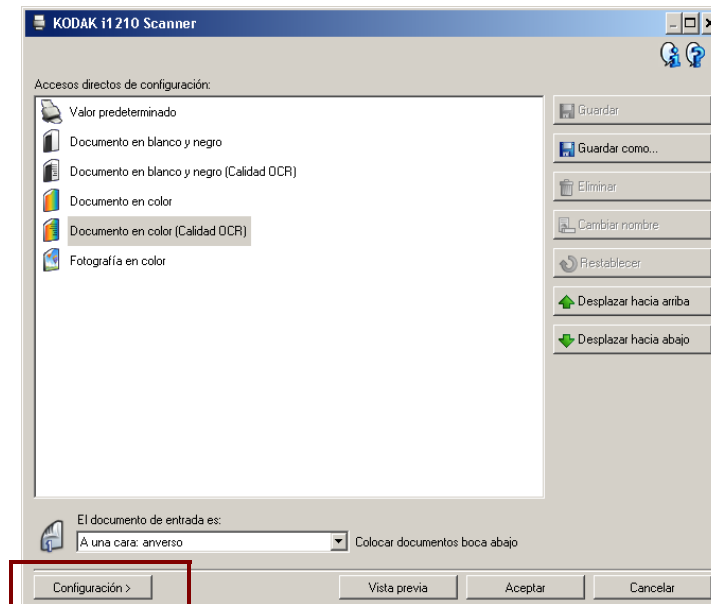 KODAK i1210 Scanner
Accesos directos de configuración:
Valor predeterminado
Documento en blanco y negro
Documento en blanco y negro (Calidad OCR)
Documento en color
Documento en color (Calidad OCR)
Fotografía en color
Guardar
Guardar como...
Eliminar
Cambiar nombre
Restablecer
Desplazar hacia arriba
Desplazar hacia abajo
El documento de entrada es:
A una cara: anverso
Colocar documentos boca abajo
Configuración >
Vista previa
Aceptar
Cancelar